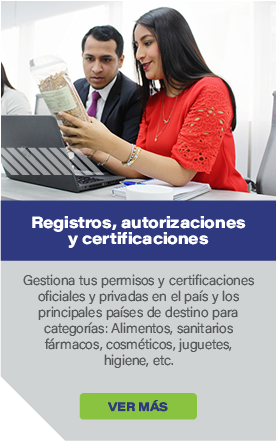 Registros, autorizaciones
y certificaciones
Gestiona tus permisos y certificaciones
oficiales y privadas en el país y los
principales países de destino para
categorías: Alimentos, sanitarios
fármacos, cosméticos, juguetes,
higiene, etc.
VER MÁS